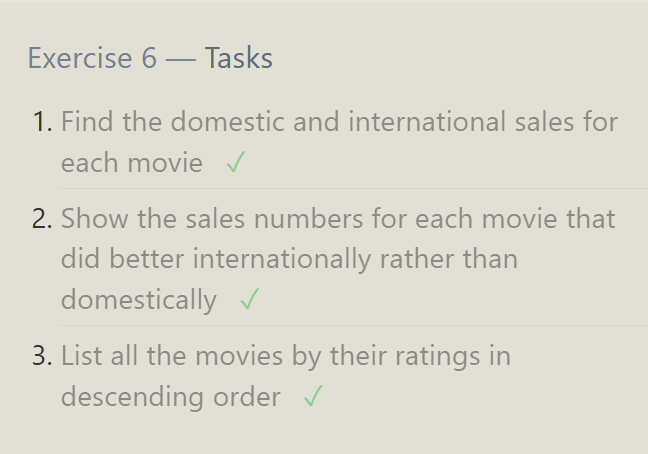 Exercise 6 — Tasks
1. Find the domestic and international sales for
each movie ✓
2. Show the sales numbers for each movie that
did better internationally rather than
domestically ✓
3. List all the movies by their ratings in
descending order ✓